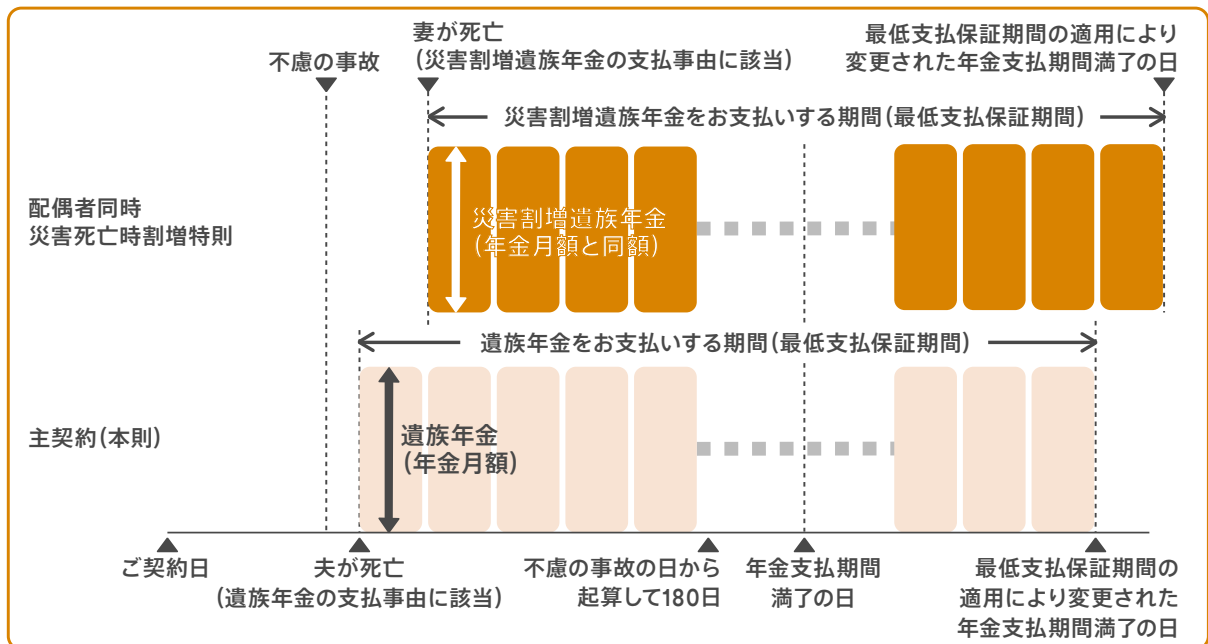 不慮の事故
妻が死亡
(災害割増遺族年金の支払事由に該当)
最低支払保証期間の適用により
変更された年金支払期間満了の日
災害割増遺族年金をお支払いする期間(最低支払保証期間)
配偶者同時
災害死亡時割増特則
災害割増遺族年金
(年金月額と同額)
遺族年金をお支払いする期間(最低支払保証期間)
主契約(本則)
遺族年金
(年金月額)
ご契約日
夫が死亡
(遺族年金の支払事由に該当)
不慮の事故の日から
起算して180日
年金支払期間
満了の日
最低支払保証期間の
適用により変更された
年金支払期間満了の日